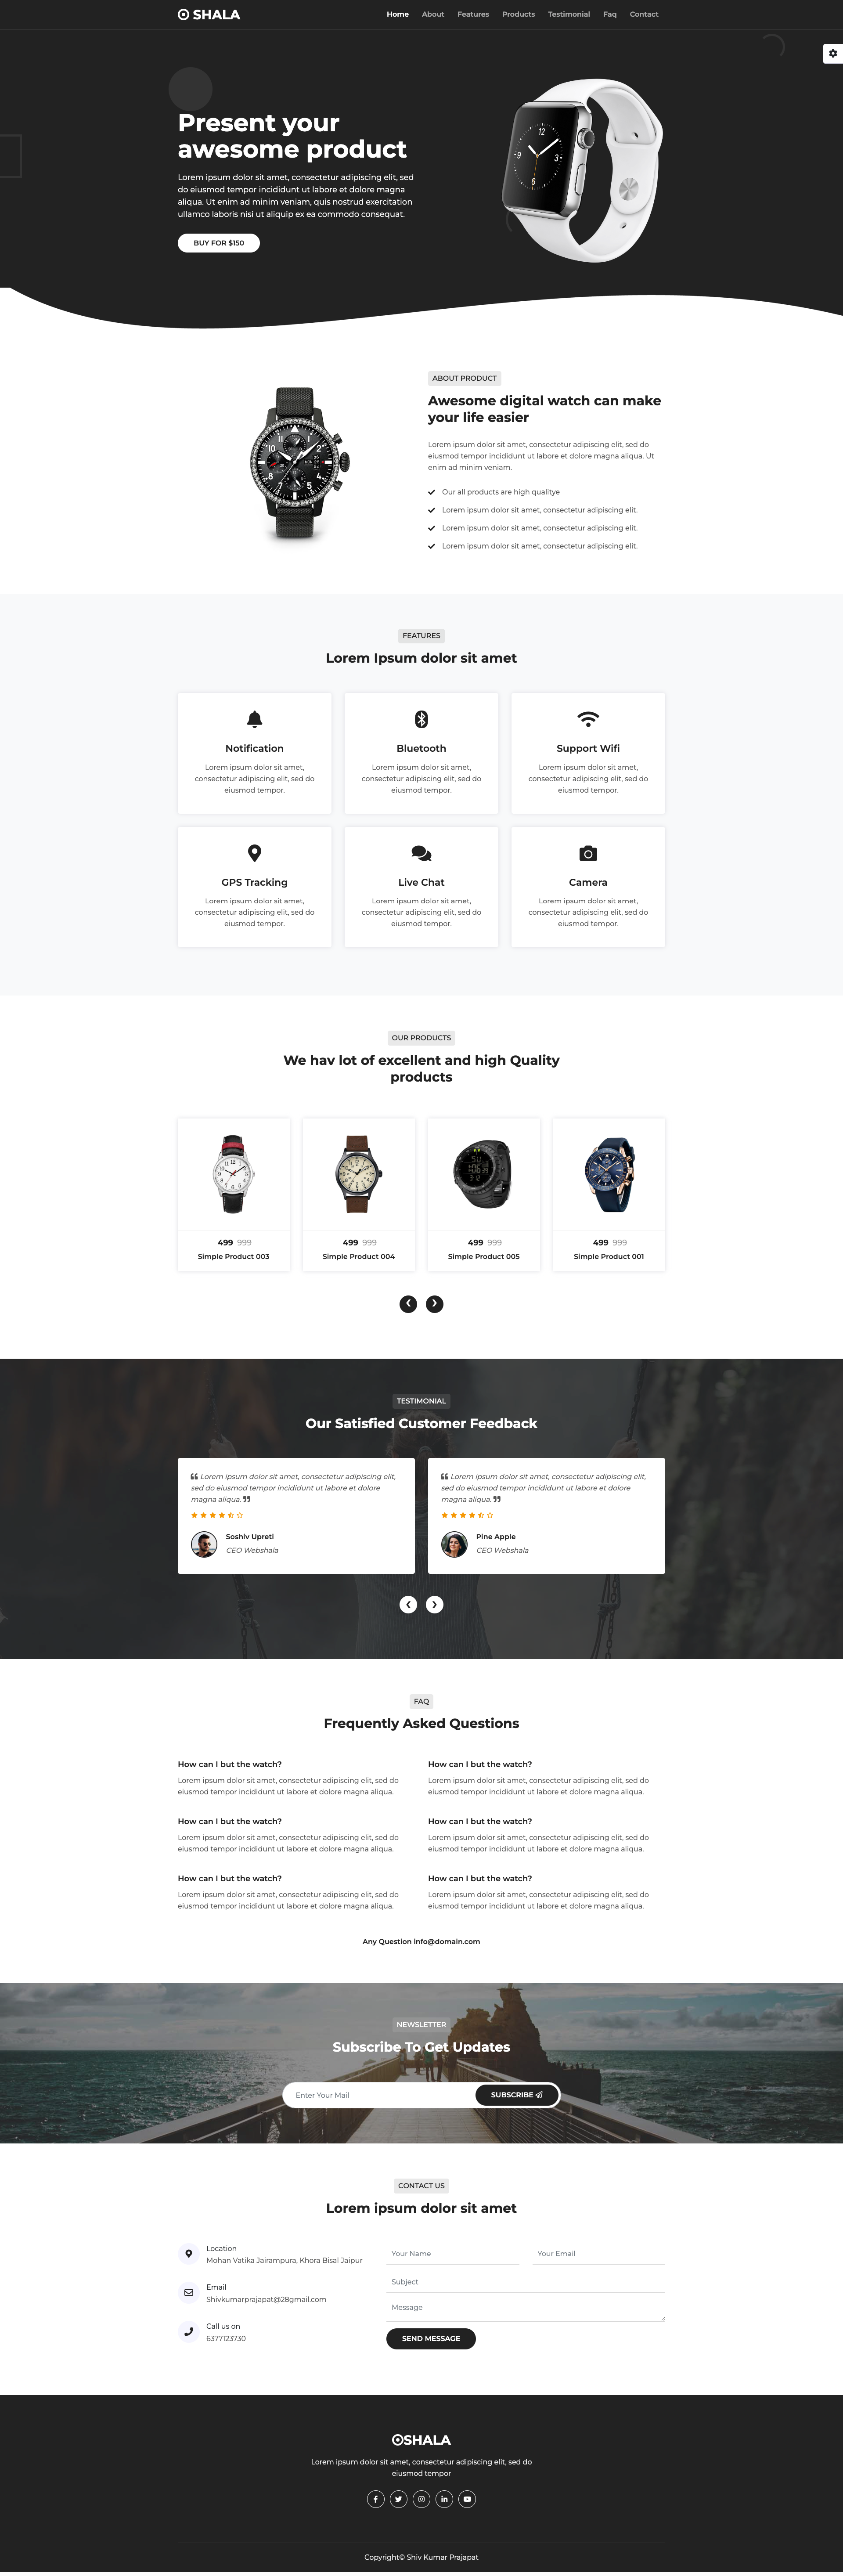 SHALA
Home About Features Products Testimonial Faq Contact
Present your
awesome product
Lorem ipsum dolor sit amet, consectetur adipiscing elit, sed
do eiusmod tempor incididunt ut labore et dolore magna
aliqua. Ut enim ad minim veniam, quis nostrud exercitation
ullamco laboris nisi ut aliquip ex ea commodo consequat.
BUY FOR $150
ABOUT PRODUCT
Awesome digital watch can make
your life easier
Lorem ipsum dolor sit amet, consectetur adipiscing elit, sed do
eiusmod tempor incididunt ut labore et dolore magna aliqua. Ut
enim ad minim veniam.
Our all products are high qualitye
Lorem ipsum dolor sit amet, consectetur adipiscing elit.
Lorem ipsum dolor sit amet, consectetur adipiscing elit.
Lorem ipsum dolor sit amet, consectetur adipiscing elit.
FEATURES
Lorem Ipsum dolor sit amet
Notification
Lorem ipsum dolor sit amet,
consectetur adipiscing elit, sed do
eiusmod tempor.
Bluetooth
Lorem ipsum dolor sit amet,
consectetur adipiscing elit, sed do
eiusmod tempor.
Support Wifi
Lorem ipsum dolor sit amet,
consectetur adipiscing elit, sed do
eiusmod tempor.
GPS Tracking
Lorem ipsum dolor sit amet,
consectetur adipiscing elit, sed do
eiusmod tempor.
Live Chat
Lorem ipsum dolor sit amet,
consectetur adipiscing elit, sed do
eiusmod tempor.
Camera
Lorem ipsum dolor sit amet,
consectetur adipiscing elit, sed do
eiusmod tempor.
OUR PRODUCTS
We hav lot of excellent and high Quality
products
499 999
Simple Product 003
499 999
Simple Product 004
499 999
Simple Product 005
499 999
Simple Product 001
TESTIMONIAL
Our Satisfied Customer Feedback
Lorem ipsum dolor sit amet, consectetur adipiscing elit,
sed do eiusmod tempor incididunt ut labore et dolore
magna aliqua.
Soshiv Upreti
CEO Webshala
Lorem ipsum dolor sit amet, consectetur adipiscing elit,
sed do eiusmod tempor incididunt ut labore et dolore
magna aliqua.
Pine Apple
CEO Webshala
FAQ
Frequently Asked Questions
How can I but the watch?
Lorem ipsum dolor sit amet, consectetur adipiscing elit, sed do
eiusmod tempor incididunt ut labore et dolore magna aliqua.
How can I but the watch?
Lorem ipsum dolor sit amet, consectetur adipiscing elit, sed do
eiusmod tempor incididunt ut labore et dolore magna aliqua.
How can I but the watch?
Lorem ipsum dolor sit amet, consectetur adipiscing elit, sed do
eiusmod tempor incididunt ut labore et dolore magna aliqua.
How can I but the watch?
Lorem ipsum dolor sit amet, consectetur adipiscing elit, sed do
eiusmod tempor incididunt ut labore et dolore magna aliqua.
How can I but the watch?
Lorem ipsum dolor sit amet, consectetur adipiscing elit, sed do
eiusmod tempor incididunt ut labore et dolore magna aliqua.
How can I but the watch?
Lorem ipsum dolor sit amet, consectetur adipiscing elit, sed do
eiusmod tempor incididunt ut labore et dolore magna aliqua.
Any Question info@domain.com
NEWSLETTER
Subscribe To Get Updates
Enter Your Mail
SUBSCRIBE
CONTACT US
Lorem ipsum dolor sit amet
Location
Mohan Vatika Jairampura, Khora Bisal Jaipur
Email
Shivkumarprajapat@28gmail.com
Call us on
6377123730
Your Name
Your Email
Subject
Message
SEND MESSAGE
SHALA
Lorem ipsum dolor sit amet, consectetur adipiscing elit, sed do
eiusmod tempor
Copyright© Shiv Kumar Prajapat